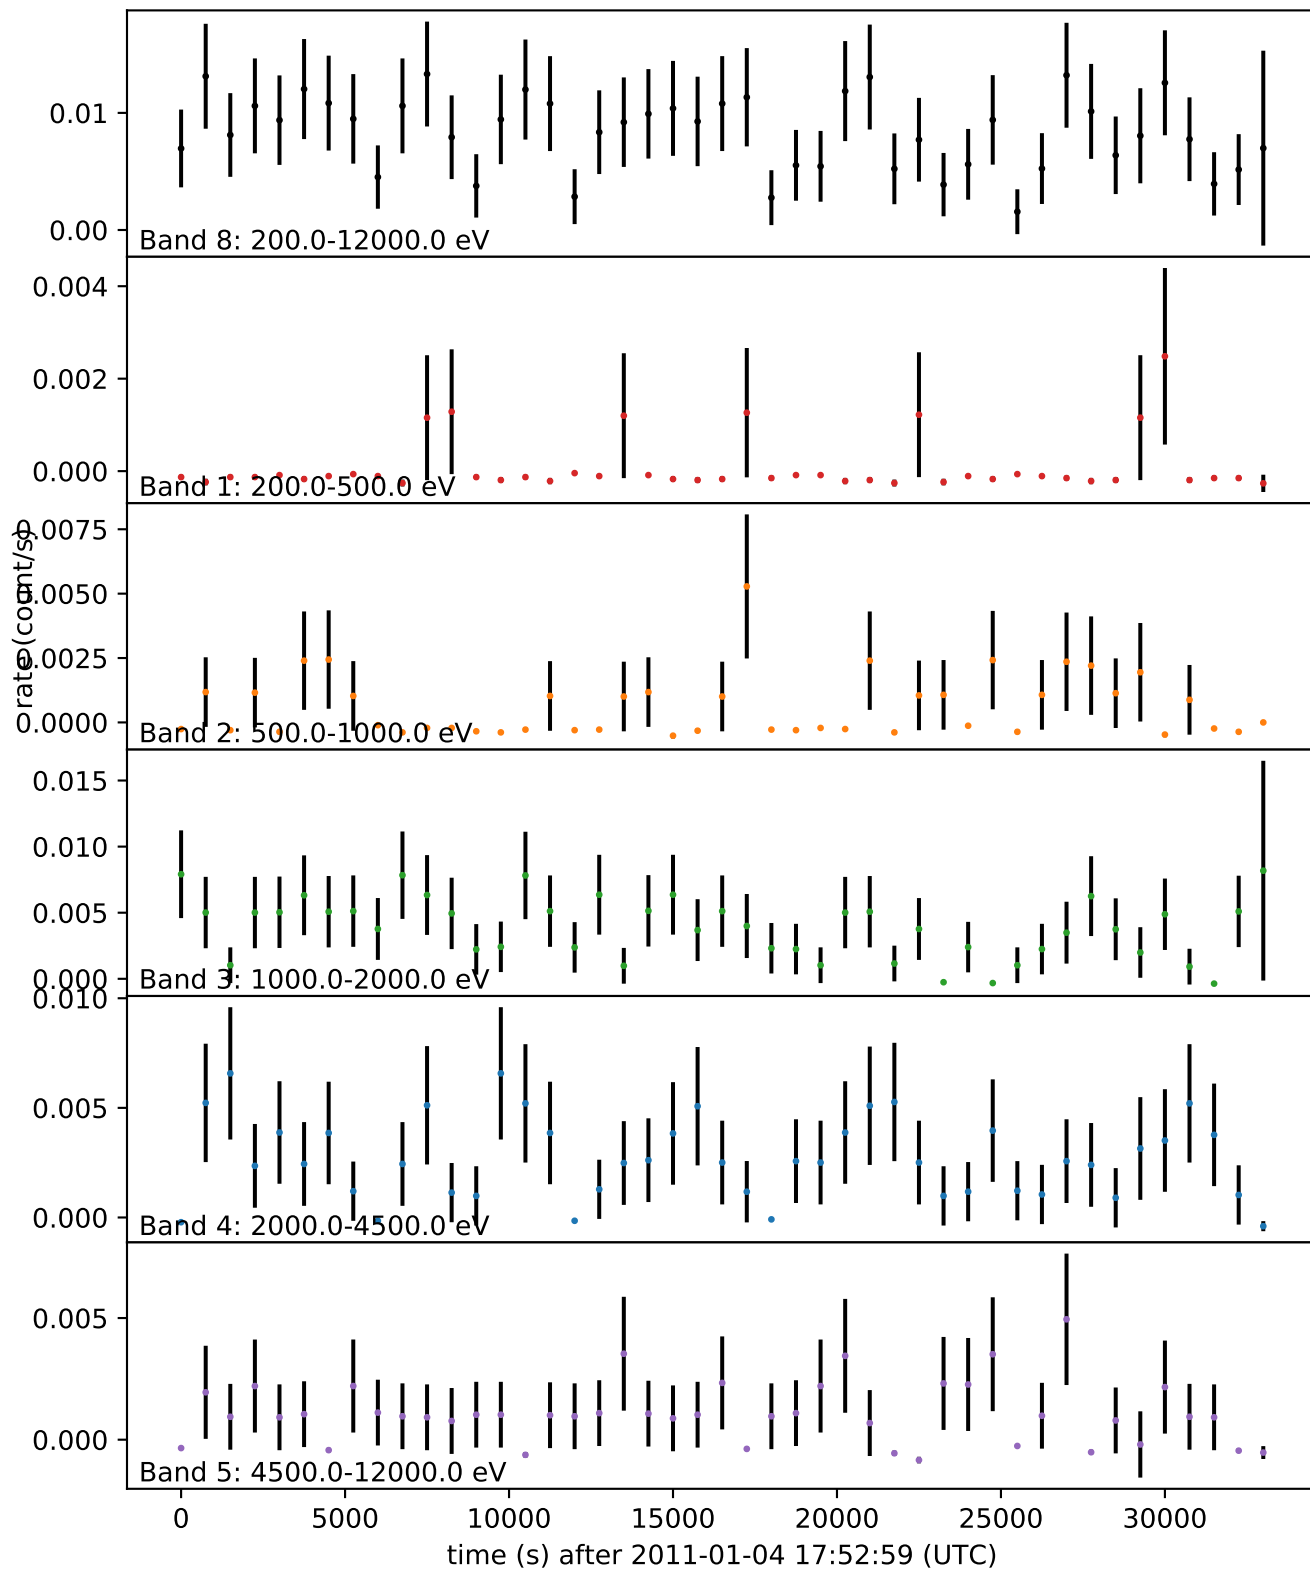 0.01
0.00
Band 8: 200.0-12000.0 eV
0.004
0.002
0.000
Band 1: 200.0-500.0 eV
rate (count/s)
0.0075
0.0050
0.0025
0.0000
Band 2: 500.0-1000.0 eV
0.015
0.010
0.005
0.000
Band 3: 1000.0-2000.0 eV
0.010
0.005
0.000
Band 4: 2000.0-4500.0 eV
0.005
0.000
Band 5: 4500.0-12000.0 eV
0 5000 10000 15000 20000 25000 30000
time (s) after 2011-01-04 17:52:59 (UTC)